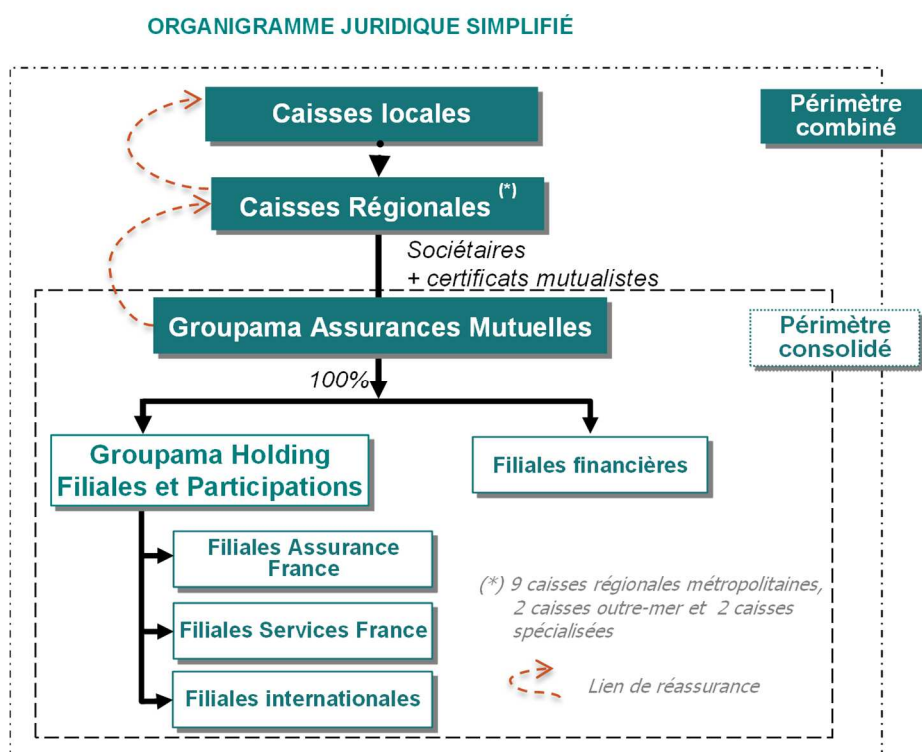 ORGANIGRAMME JURIDIQUE SIMPLIFIÉ
Caisses locales
Périmètre
combiné
Caisses Régionales (*)
Sociétaires
+ certificats mutualistes
Groupama Assurances Mutuelles
Périmètre
consolidé
100%
Groupama Holding
Filiales et Participations
Filiales financières
Filiales Assurance
France
(*) 9 caisses régionales métropolitaines,
2 caisses outre-mer et 2 caisses
spécialisées
Filiales Services France
Filiales internationales
Lien de réassurance